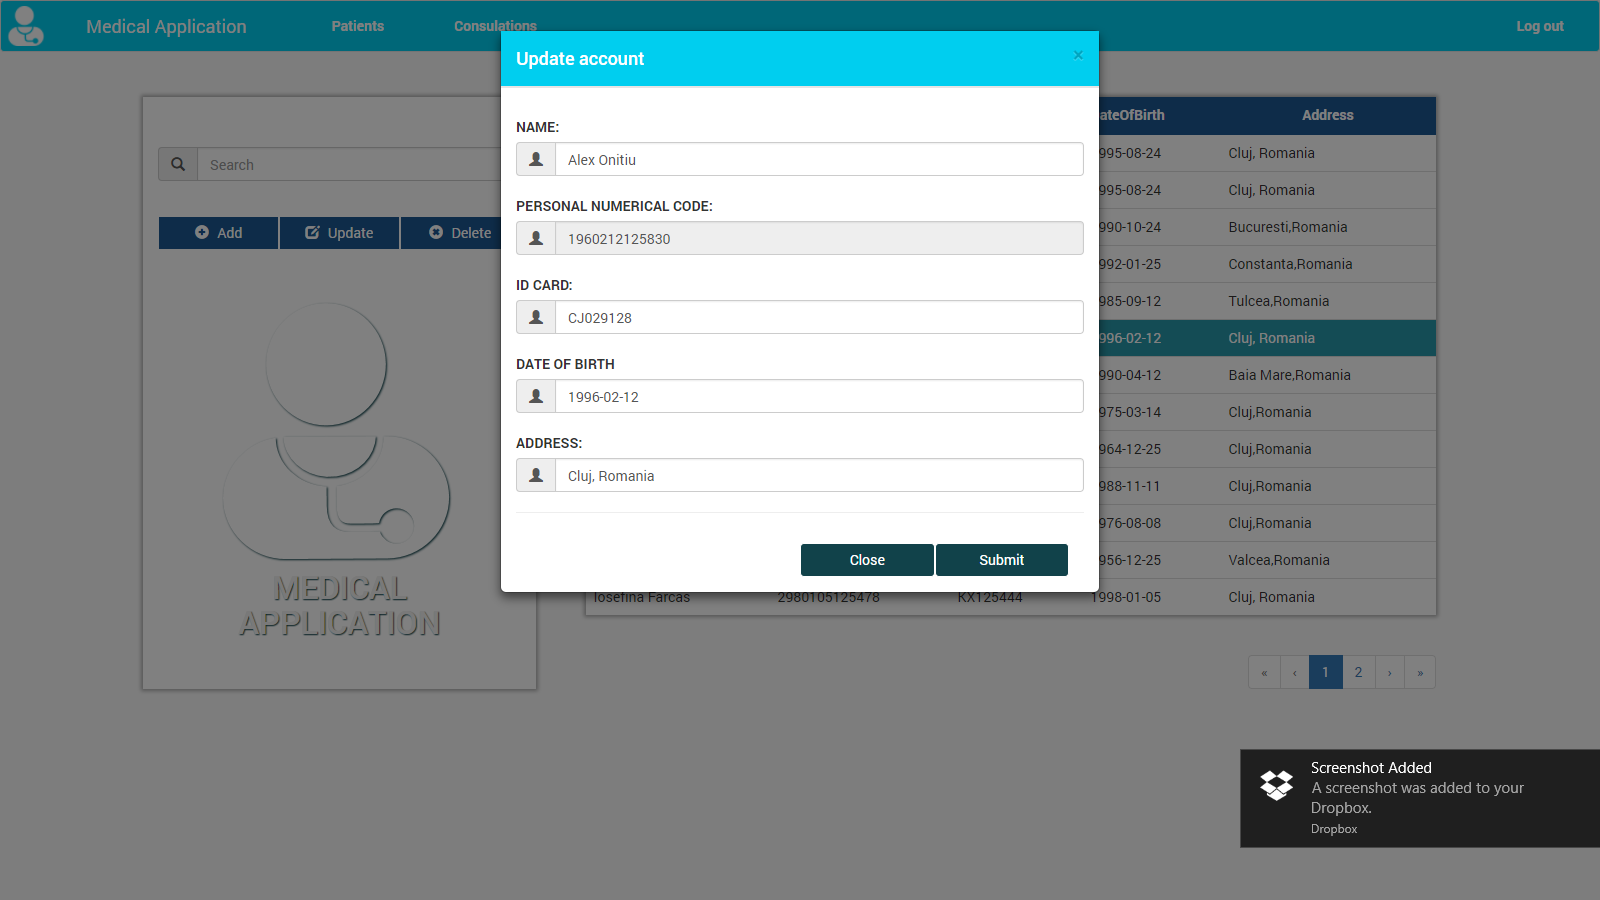 Medical Application
Patients
Consulations
Log out
Update account
×
NAME:
Alex Onitiu
PERSONAL NUMERICAL CODE:
1960212125830
ID CARD:
CJ029128
DATE OF BIRTH
1996-02-12
ADDRESS:
Cluj, Romania
Close
Submit
Search
Add
Update
Delete
MEDICAL
APPLICATION
ateOfBirth Address
995-08-24 Cluj, Romania
995-08-24 Cluj, Romania
990-10-24 Bucuresti,Romania
992-01-25 Constanta,Romania
985-09-12 Tulcea,Romania
996-02-12 Cluj, Romania
990-04-12 Baia Mare,Romania
975-03-14 Cluj,Romania
964-12-25 Cluj,Romania
988-11-11 Cluj,Romania
976-08-08 Cluj,Romania
956-12-25 Valcea,Romania
Iosefina Farcas 2980105125478 KX125444 1998-01-05 Cluj, Romania
« ‹ 1 2 › »
Screenshot Added
A screenshot was added to your
Dropbox.
Dropbox